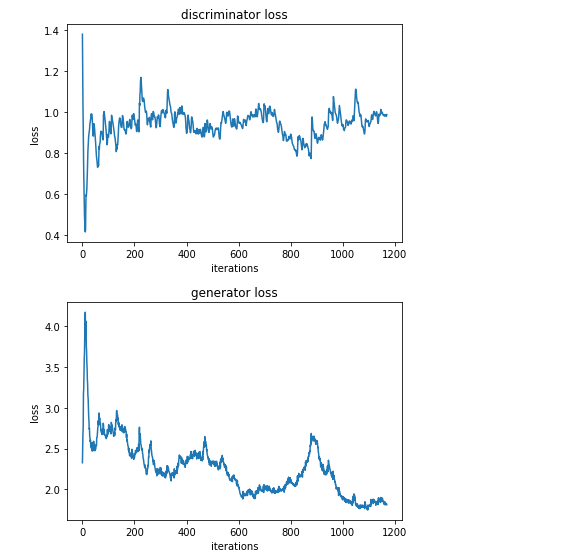 discriminator loss
1.4
1.2
1.0
0.8
0.6
0.4
loss
0 200 400 600 800 1000 1200
iterations
generator loss
4.0
3.5
3.0
2.5
2.0
loss
0 200 400 600 800 1000 1200
iterations